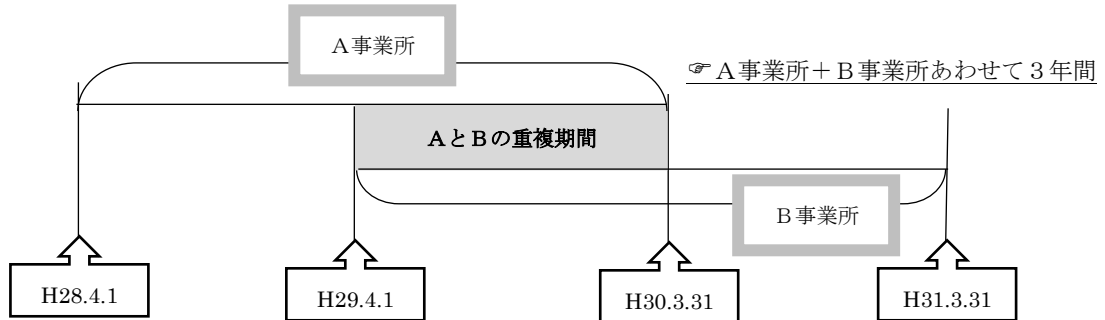 A事業所
☞A事業所+B事業所あわせて3年間
AとBの重複期間
B事業所
H28.4.1
H29.4.1
H30.3.31
H31.3.31